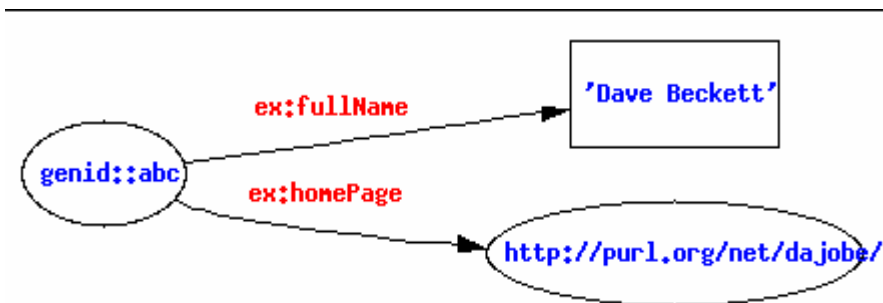 'Dave Beckett'
ex:fullName
genid::abc
ex:homePage
http://purl.org/net/dajobe/